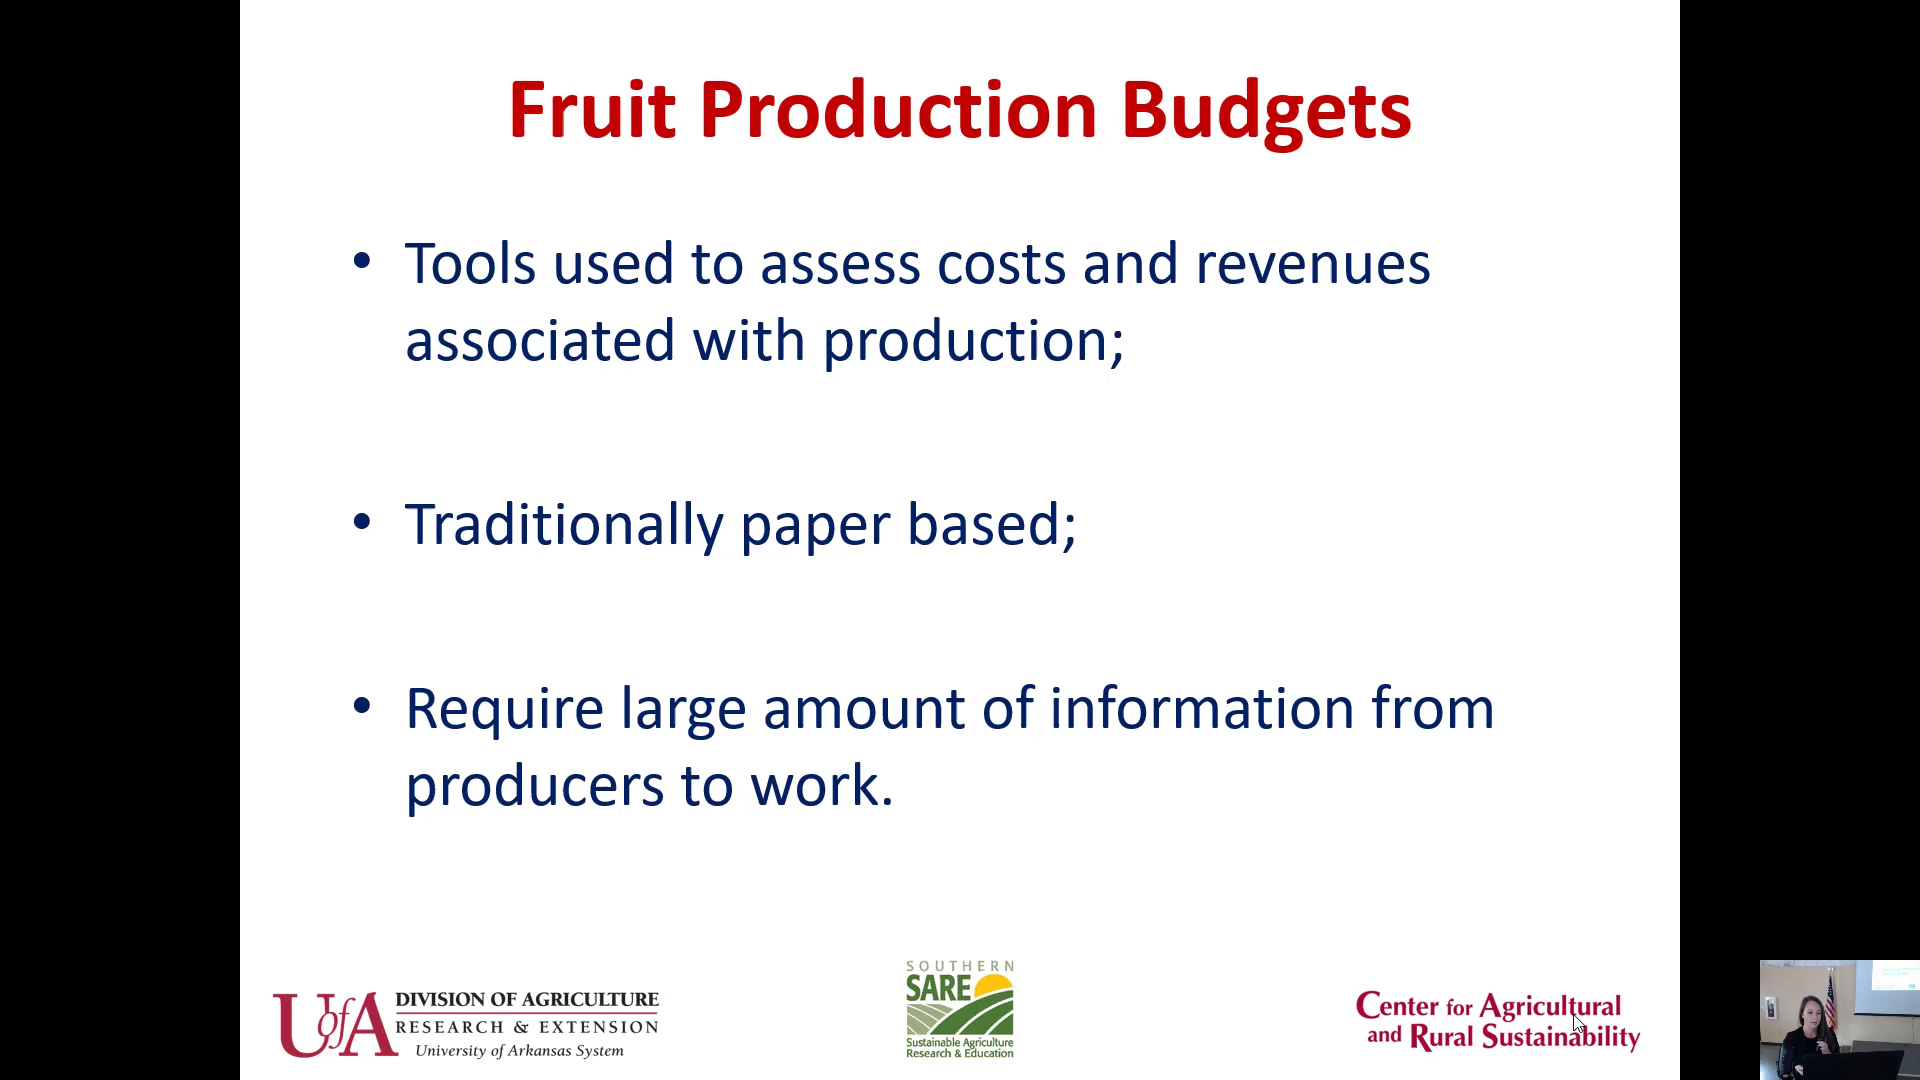 Fruit Production Budgets
• Tools used to assess costs and revenues
associated with production;
• Traditionally paper based;
• Require large amount of information from
producers to work.
UofA DIVISION OF AGRICULTURE
RESEARCH & EXTENSION
University of Arkansas System
SOUTHERN
SARE
Sustainable Agriculture
Research & Education
Center for Agricultural
and Rural Sustainability